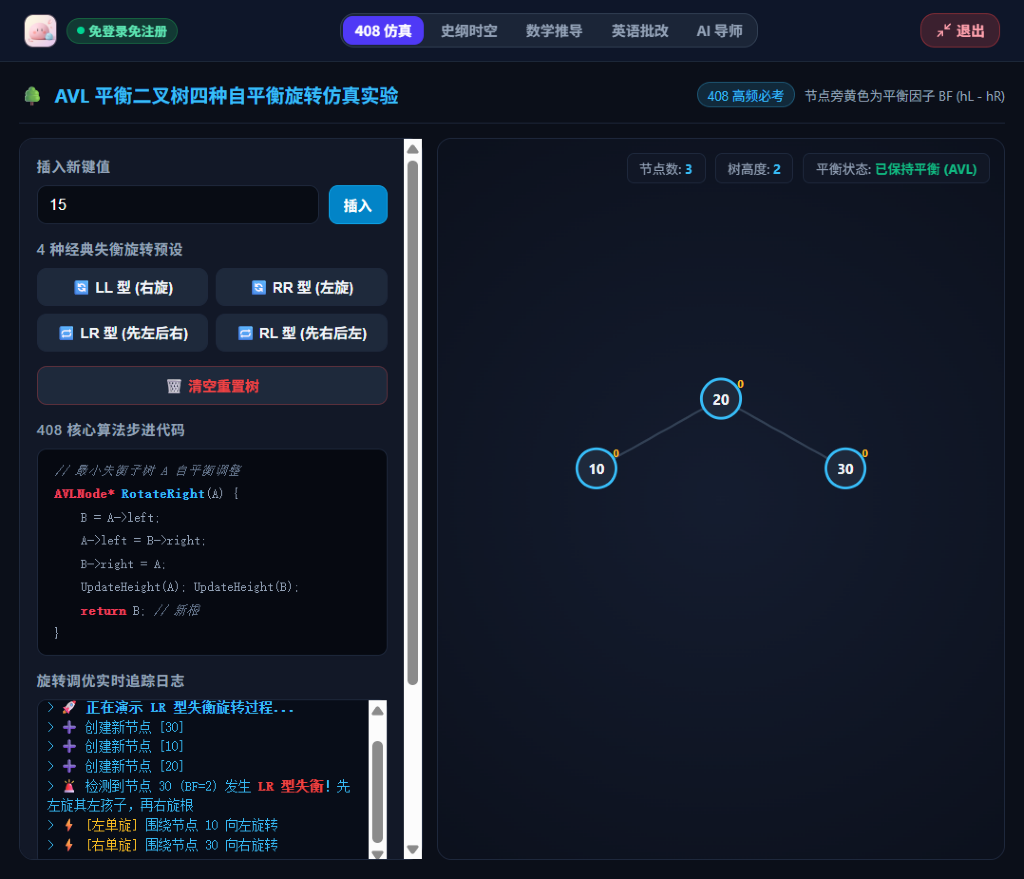 免登录免注册
408 仿真
史纲时空
数学推导
英语批改
AI 导师
退出
AVL 平衡二叉树四种自平衡旋转仿真实验
408 高频必考
节点旁黄色为平衡因子 BF (hL - hR)
插入新键值
15
插入
4 种经典失衡旋转预设
LL 型 (右旋)
RR 型 (左旋)
LR 型 (先左后右)
RL 型 (先右后左)
清空重置树
408 核心算法步进代码
// 最小失衡子树 A 自平衡调整
AVLNode* RotateRight(A) {
B = A->left;
A->left = B->right;
B->right = A;
UpdateHeight(A); UpdateHeight(B);
return B; // 新根
}
旋转调优实时追踪日志
> 🚀 正在演示 LR 型失衡旋转过程...
> ➕ 创建新节点 [30]
> ➕ 创建新节点 [10]
> ➕ 创建新节点 [20]
> 🚨 检测到节点 30 (BF=2) 发生 LR 型失衡! 先
左旋其左孩子，再右旋根
> ⚡ [左单旋] 围绕节点 10 向左旋转
> ⚡ [右单旋] 围绕节点 30 向右旋转
节点数: 3
树高度: 2
平衡状态: 已保持平衡 (AVL)
0
20
0
10
0
30